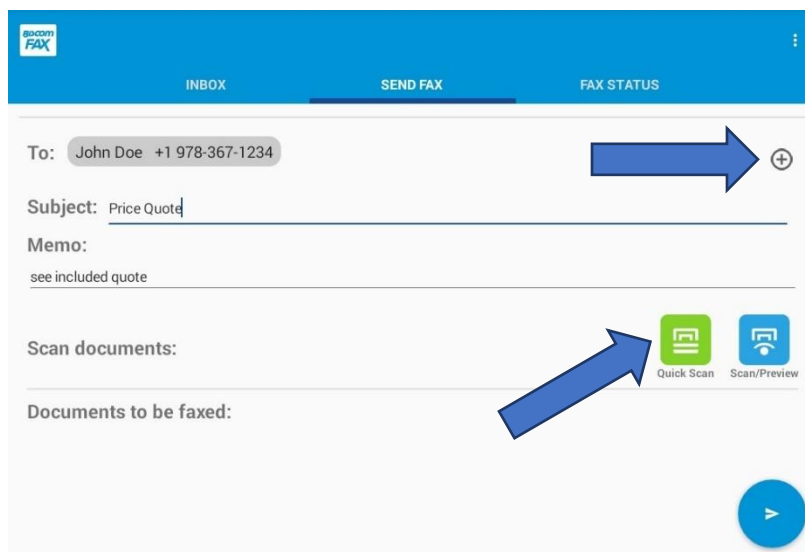 aocom
FAX
INBOX SEND FAX FAX STATUS
To: John Doe +1 978-367-1234
Subject: Price Quote
Memo:
see included quote
Scan documents:
Quick Scan Scan/Preview
Documents to be faxed: